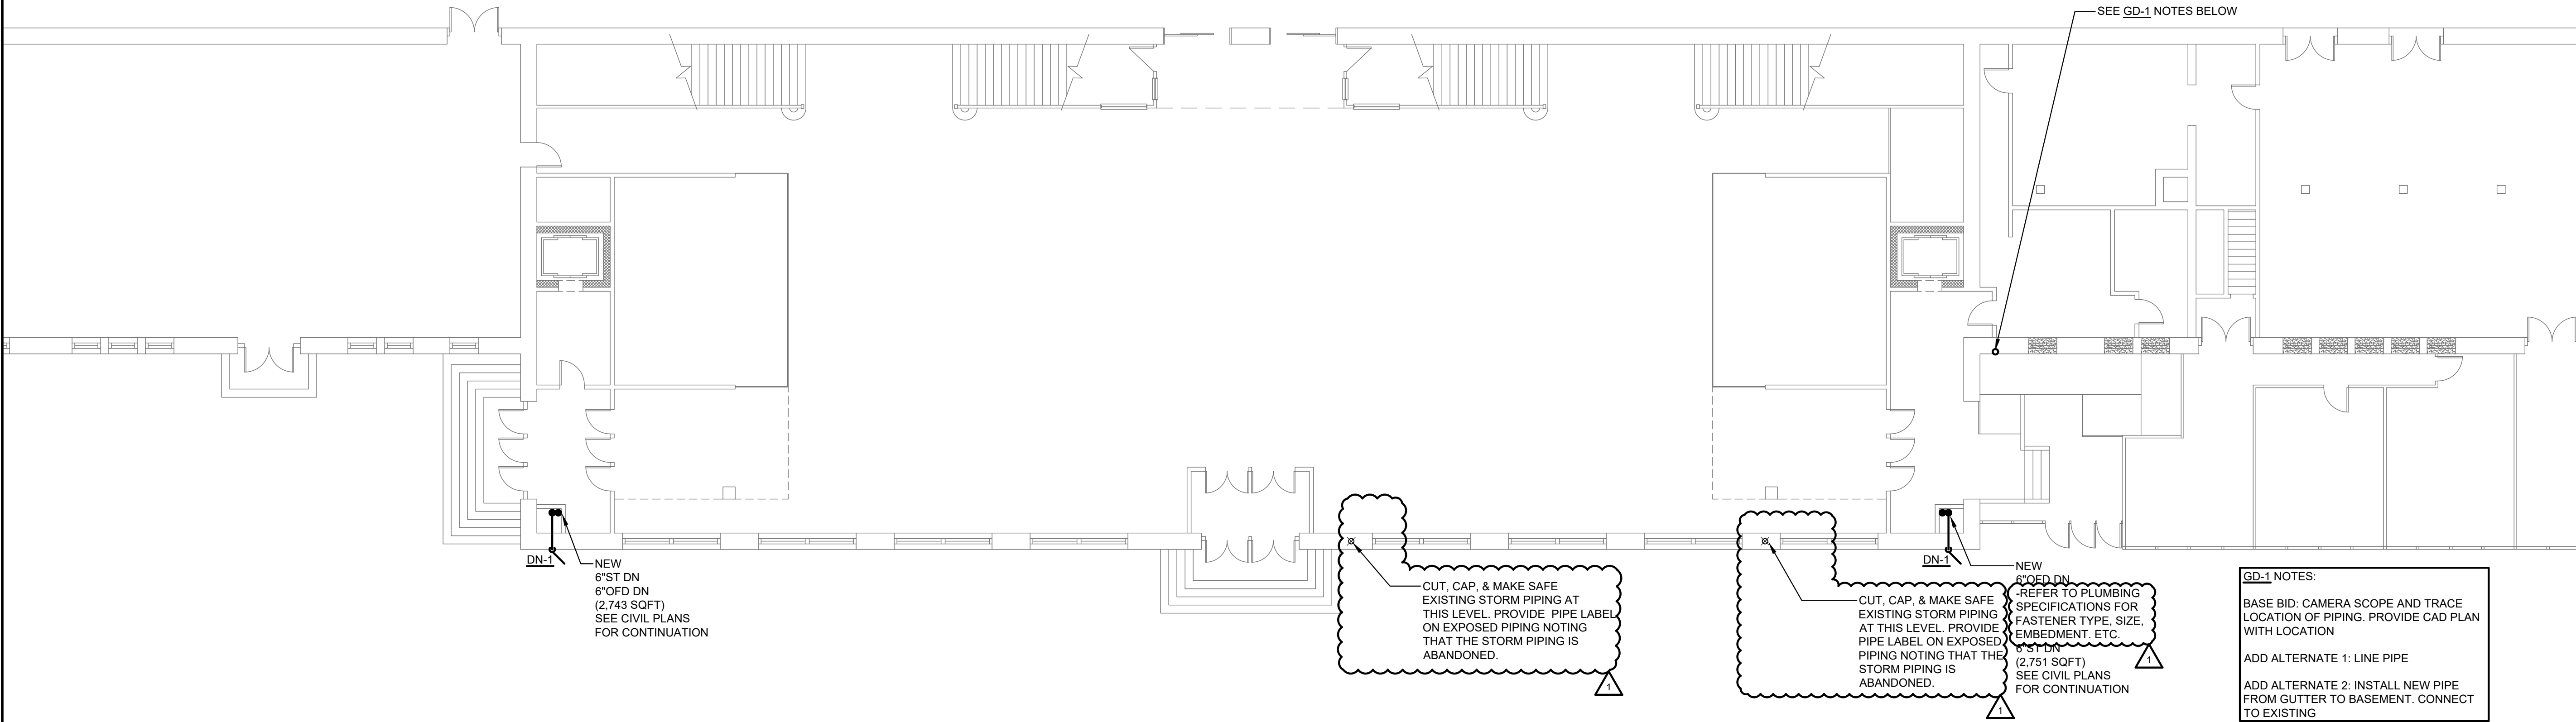 SEE GD-1 NOTES BELOW
DN-1
NEW
6"ST DN
6"OFD DN
(2,743 SQFT)
SEE CIVIL PLANS
FOR CONTINUATION
CUT, CAP, & MAKE SAFE
EXISTING STORM PIPING AT
THIS LEVEL. PROVIDE PIPE LABEL
ON EXPOSED PIPING NOTING
THAT THE STORM PIPING IS
ABANDONED.
1
CUT, CAP, & MAKE SAFE
EXISTING STORM PIPING
AT THIS LEVEL. PROVIDE
PIPE LABEL ON EXPOSED
PIPING NOTING THAT THE
STORM PIPING IS
ABANDONED.
1
DN-1
NEW
6"OFD DN
-REFER TO PLUMBING
SPECIFICATIONS FOR
FASTENER TYPE, SIZE,
EMBEDMENT. ETC.
6"ST DN
(2,751 SQFT)
SEE CIVIL PLANS
FOR CONTINUATION
1
GD-1 NOTES:
BASE BID: CAMERA SCOPE AND TRACE
LOCATION OF PIPING. PROVIDE CAD PLAN
WITH LOCATION
ADD ALTERNATE 1: LINE PIPE
ADD ALTERNATE 2: INSTALL NEW PIPE
FROM GUTTER TO BASEMENT. CONNECT
TO EXISTING